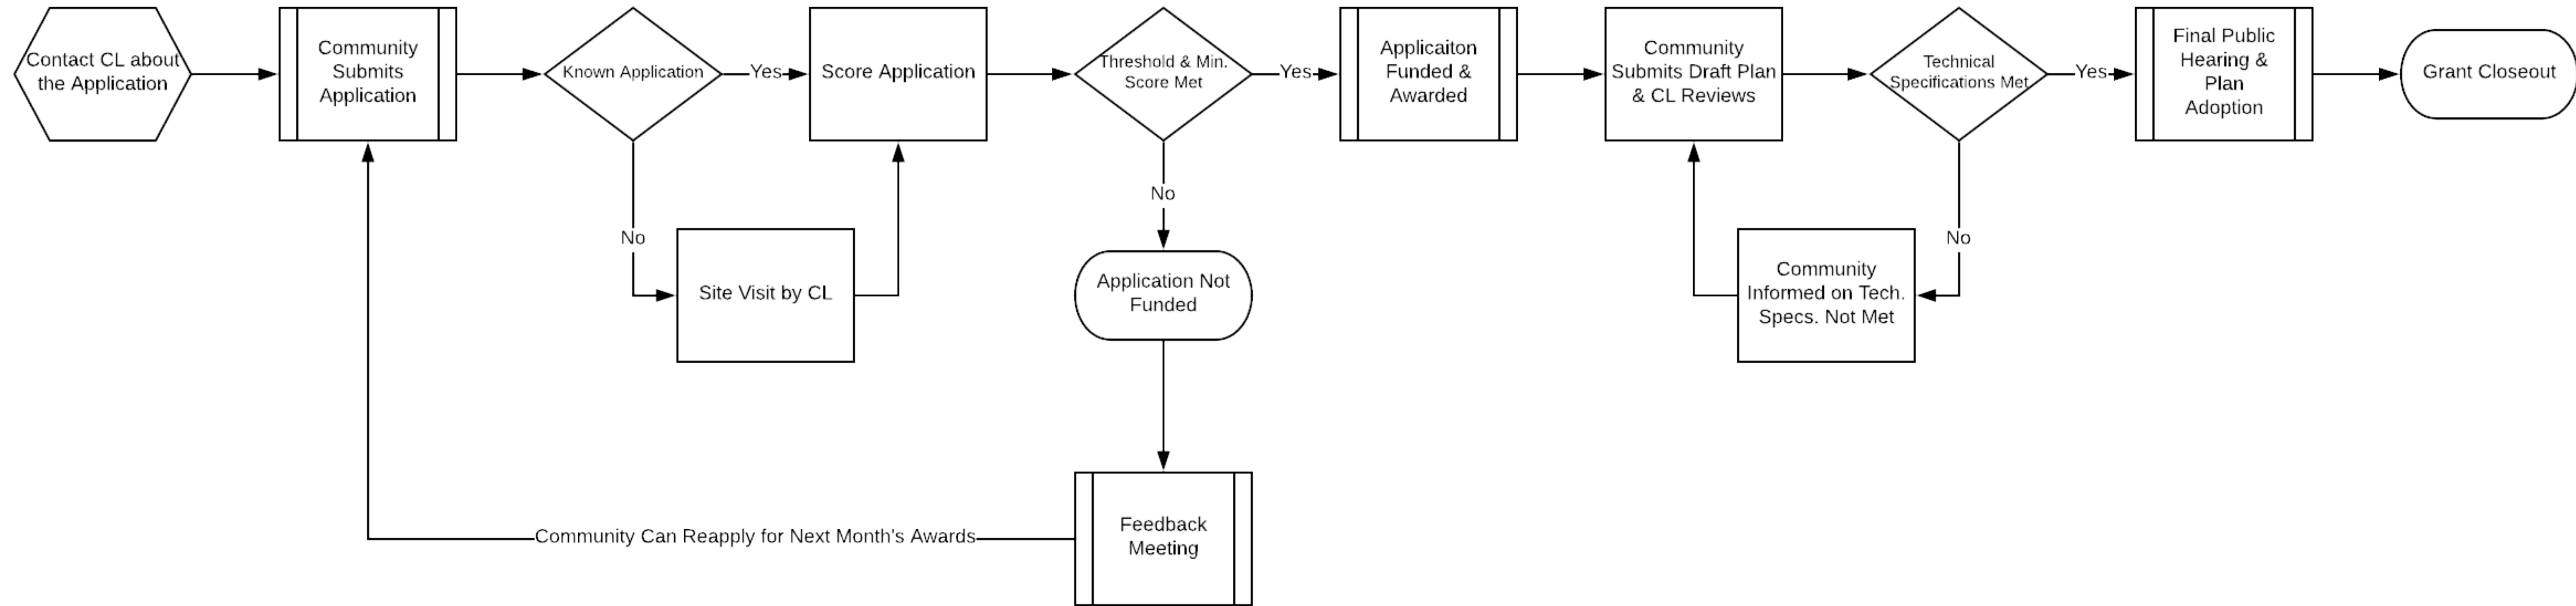 Contact CL about
the Application
Community
Submits
Application
Known Application
Yes
Score Application
Threshold & Min.
Score Met
Yes
Applicaiton
Funded &
Awarded
Community
Submits Draft Plan
& CL Reviews
Technical
Specifications Met
Yes
Final Public
Hearing &
Plan
Adoption
Grant Closeout
No
Site Visit by CL
No
Application Not
Funded
No
Community
Informed on Tech.
Specs. Not Met
Community Can Reapply for Next Month's Awards
Feedback
Meeting